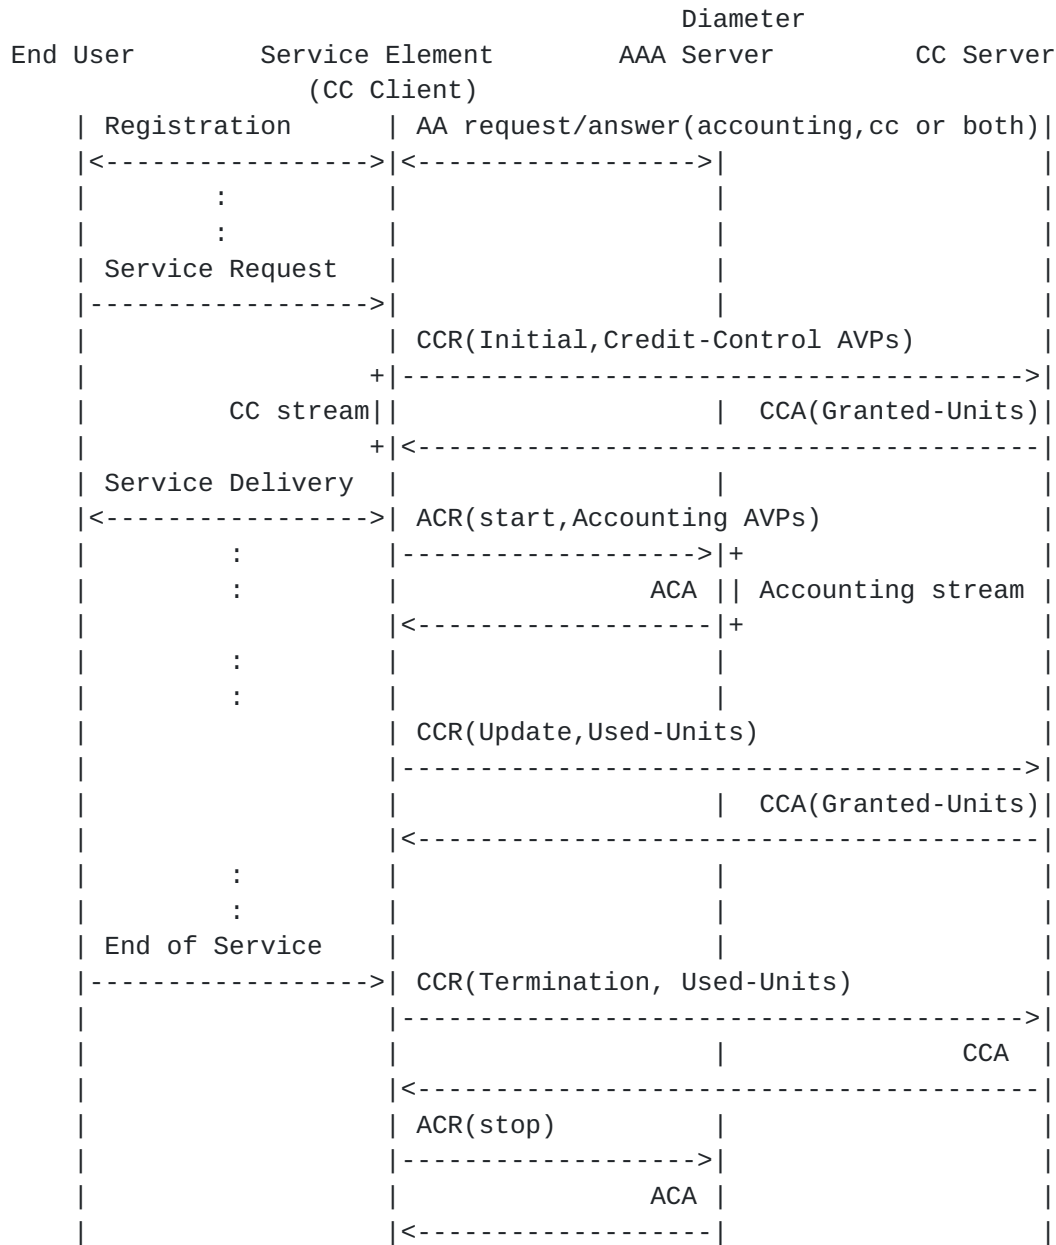 Diameter
End User        Service Element        AAA Server         CC Server
                   (CC Client)
    | Registration      | AA request/answer(accounting,cc or both)|
    |<----------------->|<------------------>|                    |
    |        :          |                    |                    |
    |        :          |                    |                    |
    | Service Request   |                    |                    |
    |------------------>|                    |                    |
    |                   | CCR(Initial,Credit-Control AVPs)        |
    |                  +|---------------------------------------->|
    |         CC stream||                    |  CCA(Granted-Units)|
    |                  +|<----------------------------------------|
    | Service Delivery  |                    |                    |
    |<----------------->| ACR(start,Accounting AVPs)              |
    |         :         |------------------->|+                   |
    |         :         |                ACA || Accounting stream |
    |                   |<-------------------|+                   |
    |         :         |                    |                    |
    |         :         |                    |                    |
    |                   | CCR(Update,Used-Units)                  |
    |                   |---------------------------------------->|
    |                   |                    |  CCA(Granted-Units)|
    |                   |<----------------------------------------|
    |         :         |                    |                    |
    |         :         |                    |                    |
    | End of Service    |                    |                    |
    |------------------>| CCR(Termination, Used-Units)            |
    |                   |---------------------------------------->|
    |                   |                    |               CCA  |
    |                   |<----------------------------------------|
    |                   | ACR(stop)          |                    |
    |                   |------------------->|                    |
    |                   |                ACA |                    |
    |                   |<-------------------|                    |